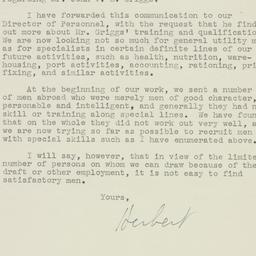 I have forwarded this communication to our
Director of Personnel, with the request that he find
out more about Mr. Griggs' training and qualification
We are now looking not so much for general utility m
as for specialists in certain definite lines of our
future activities, such as health, nutrition, ware-
housing, port activities, accounting, rationing, pri
fixing, and similar activities.
At the beginning of our work, we sent a number
of men abroad who were merely men of good character,
personable and intelligent, and generally they had n
skill or training along special lines. We have foun
that on the whole they did not work out very well, a
we are now trying so far as possible to recruit men
with special skills such as I have enumerated above.
I will say, however, that in view of the limite
number of persons on whom we can draw because of the
draft or other employment, it is not easy to find
satisfactory men.
Yours,
Herbert